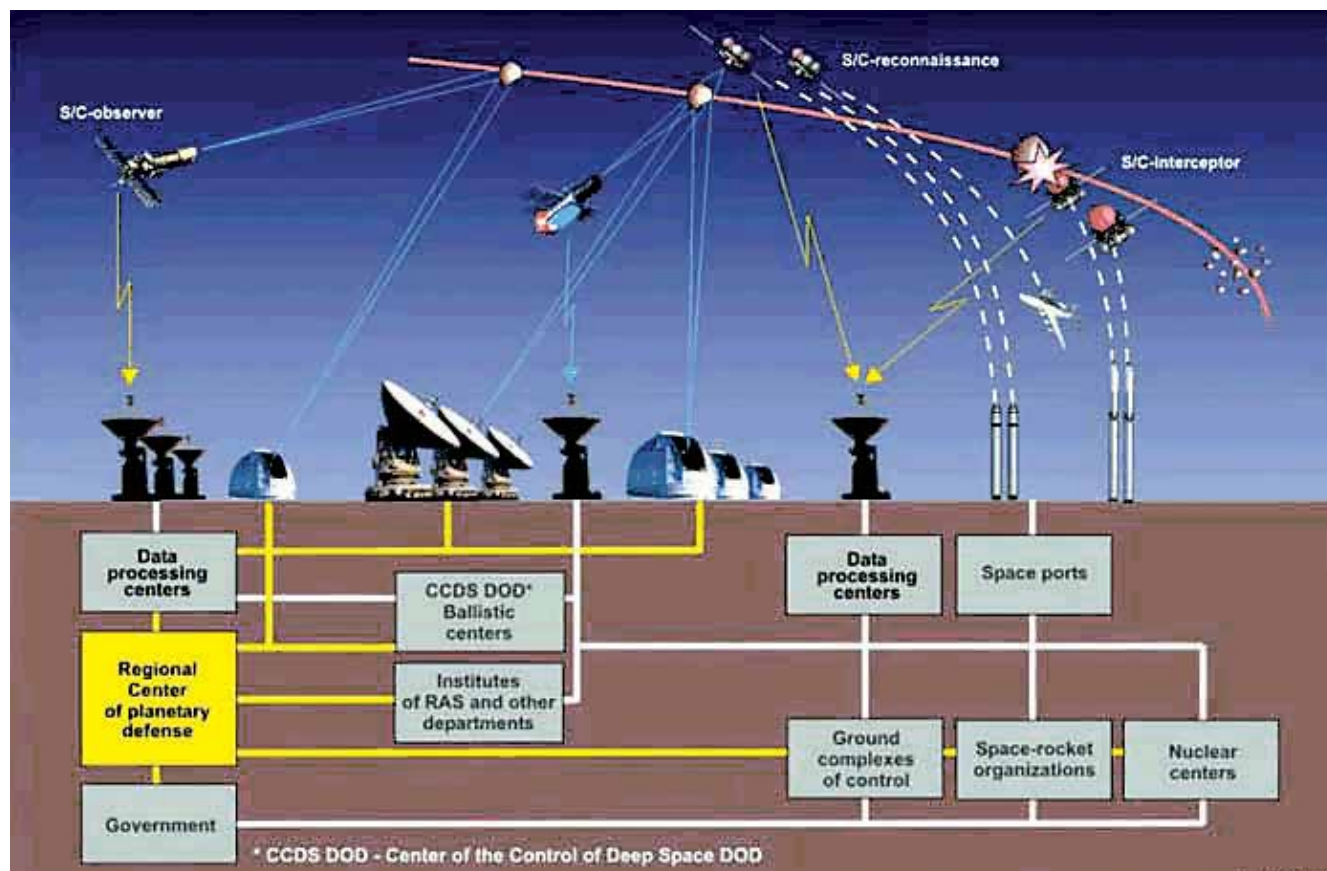 S/C-reconnaissance
S/C-observer
S/C-interceptor
Data
processing
centers
CCDS DOD*
Ballistic
centers
Data
processing
centers
Space ports
Regional
Center
of planetary
defense
Institutes
of RAS and other
departments
Ground
complexes
of control
Space-rocket
organizations
Nuclear
centers
Government
* CCDS DOD - Center of the Control of Deep Space DOD